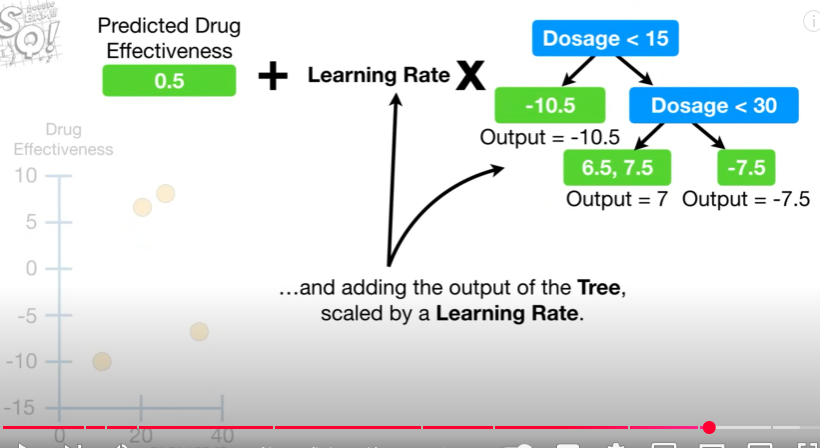 SQ!
Predicted Drug
Effectiveness
0.5
+
Learning Rate X
Dosage < 15
-10.5
Output = -10.5
Dosage < 30
6.5, 7.5
Output = 7
-7.5
Output = -7.5
Drug
Effectiveness
10
5
0
-5
-10
-15
0
20
40
...and adding the output of the Tree,
scaled by a Learning Rate.